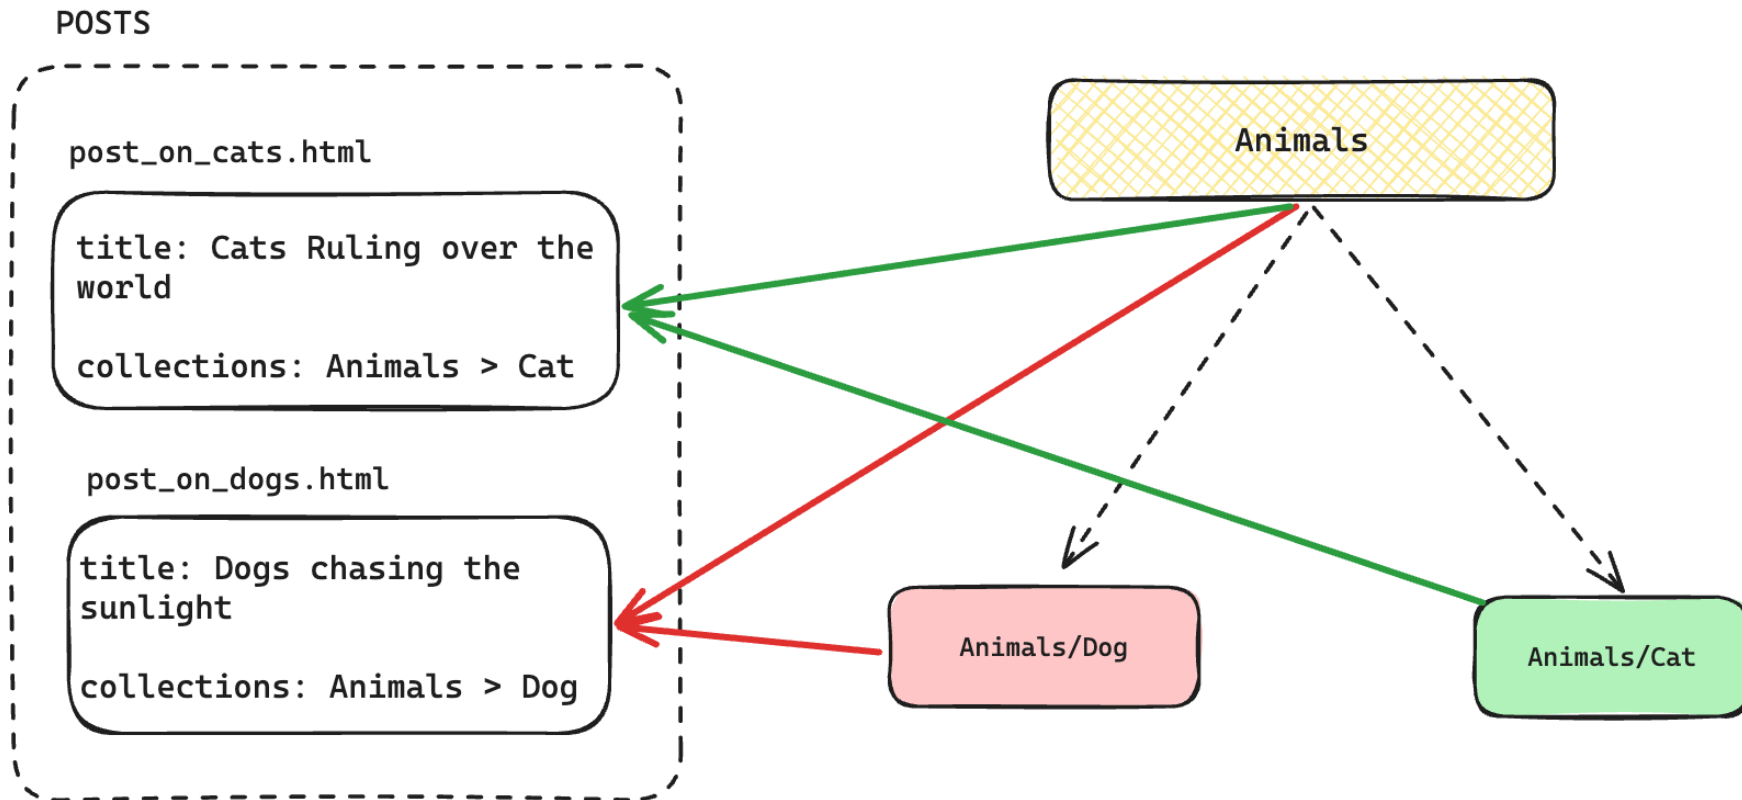 POSTS
post_on_cats.html
title: Cats Ruling over the
world
collections: Animals > Cat
post_on_dogs.html
title: Dogs chasing the
sunlight
collections: Animals > Dog
Animals
Animals/Dog
Animals/Cat